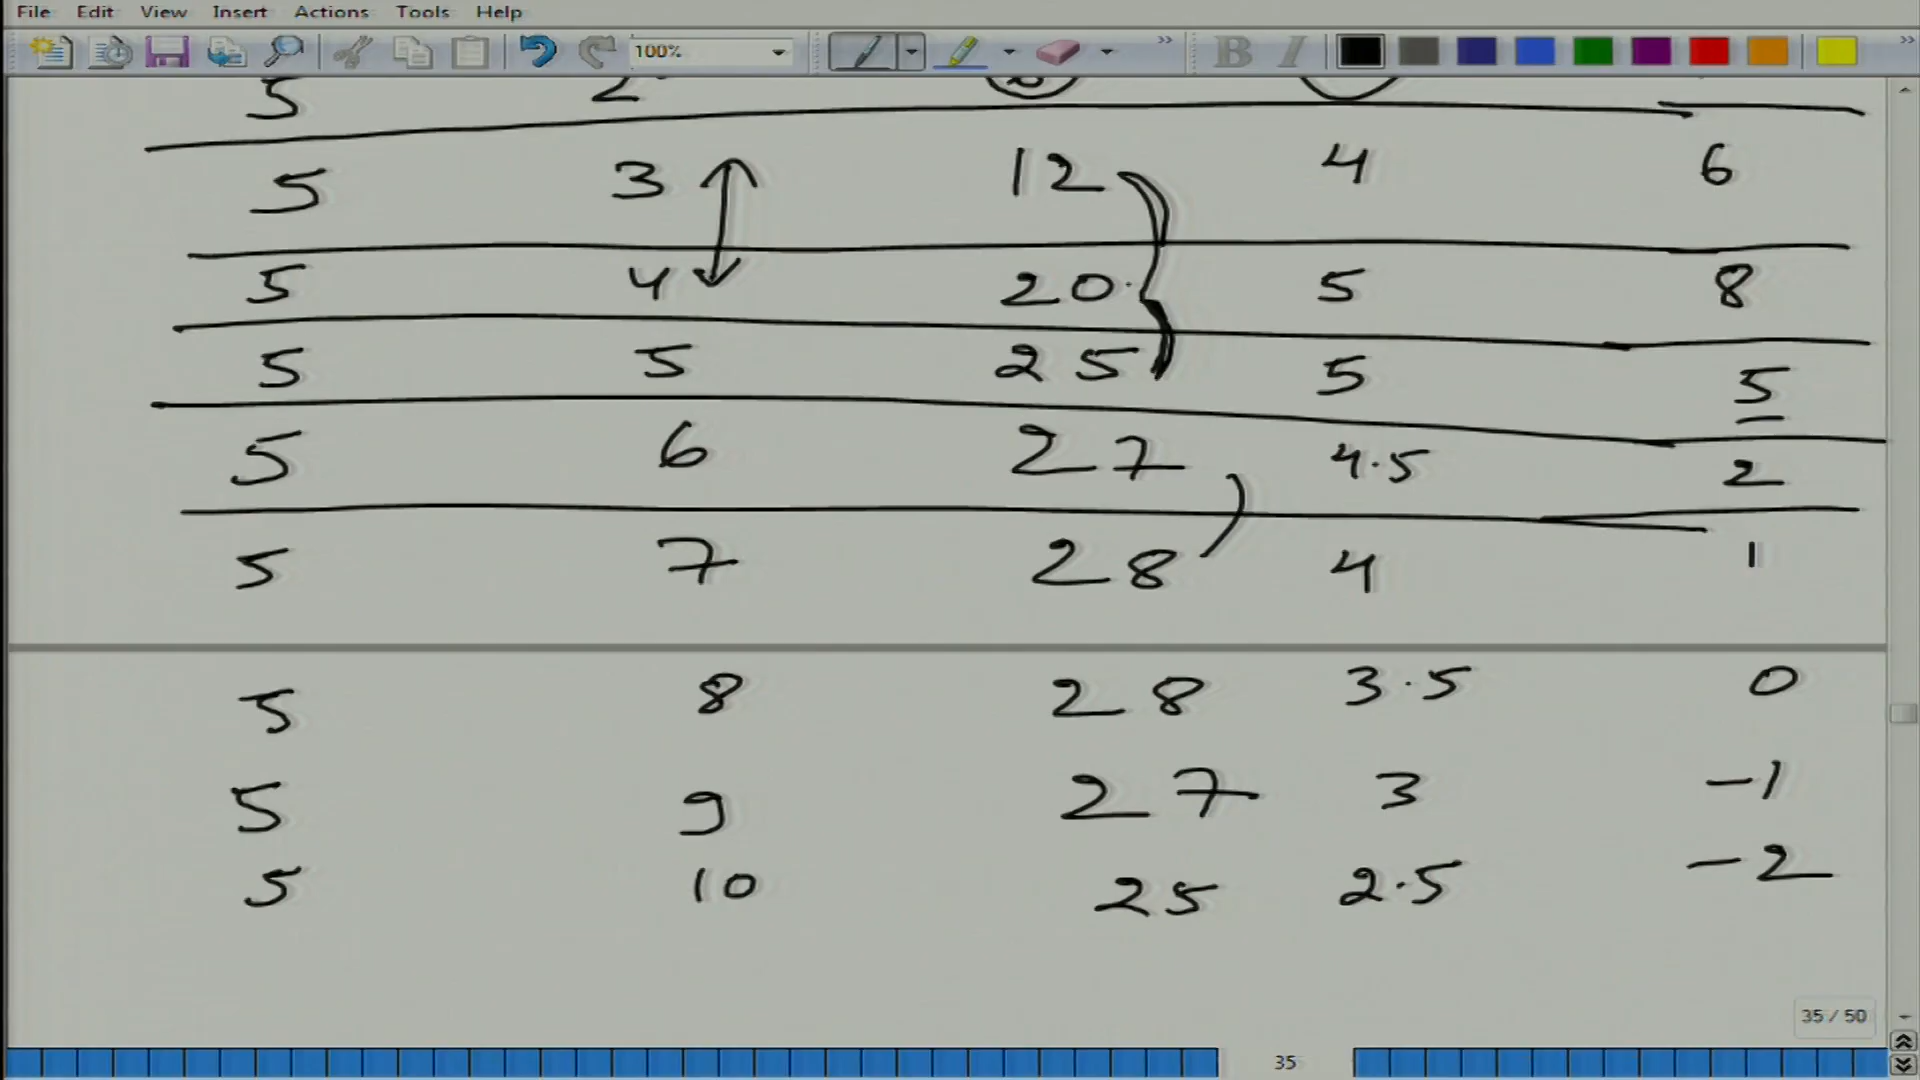 File Edit View Insert Actions Tools Help
100% B I
5 2
5 3 12 4 6
5 4 20 5 8
5 5 25 5 5
5 6 27 4.5 2
5 7 28 4 1
5 8 28 3.5 0
5 9 27 3 -1
5 10 25 2.5 -2
35 / 50
35